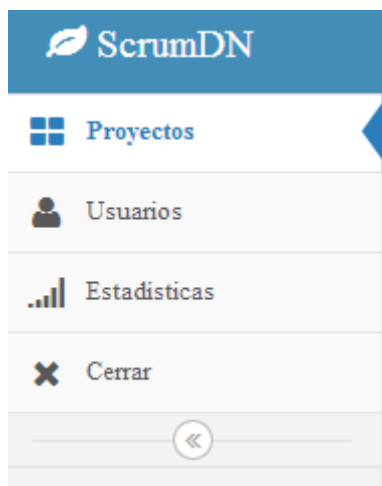 ScrumDN
Proyectos
Usuarios
Estadísticas
Cerrar